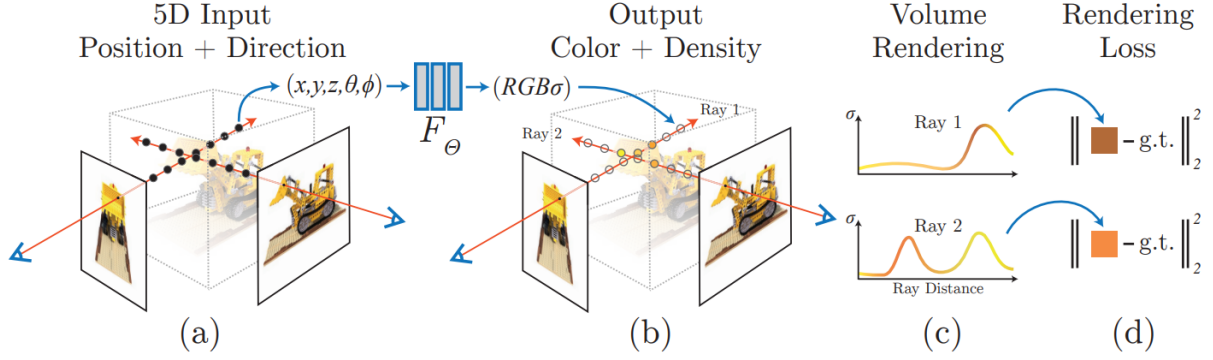 5D Input
Position + Direction
Output
Color + Density
Volume
Rendering
Rendering
Loss
(x,y,z,θ,ϕ)
F_Θ
(RGBσ)
Ray 1
Ray 2
σ
Ray 1
σ
Ray 2
Ray Distance
‖ - g.t. ‖₂²
‖ - g.t. ‖₂²
(a)
(b)
(c)
(d)